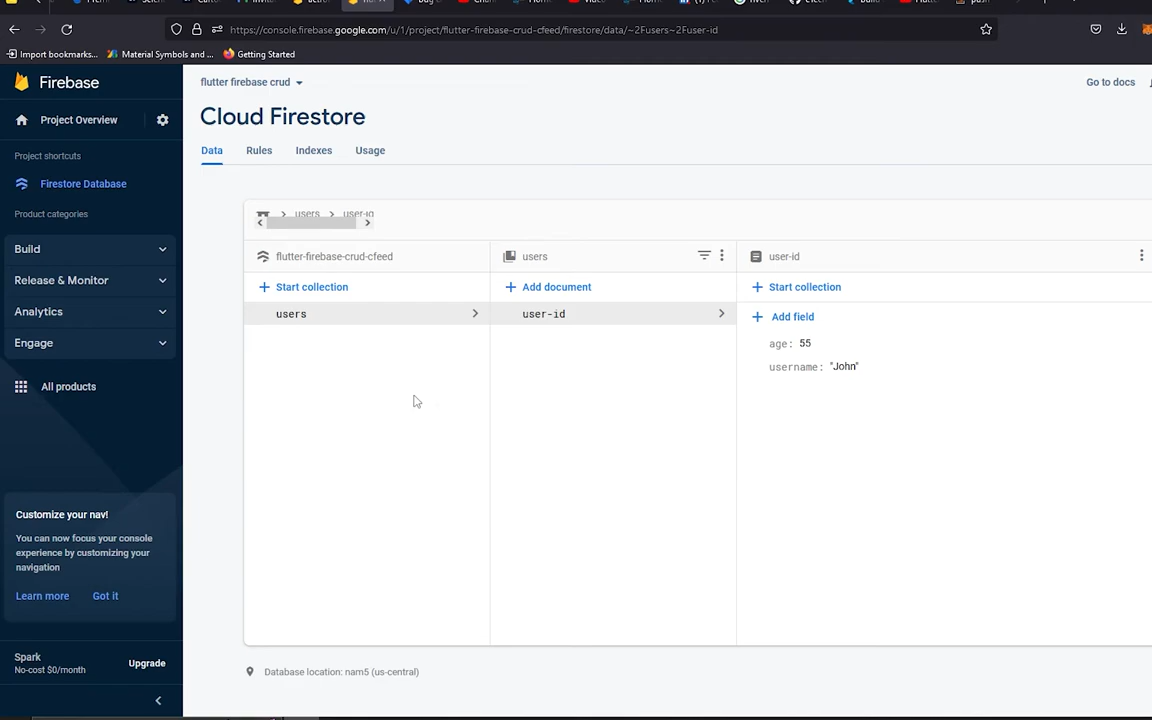 https://console.firebase.google.com/u/1/project/flutter-firebase-crud-cfeed/firestore/data/~2Fusers~2Fuser-id
Import bookmarks... Material Symbols and ... Getting Started
Firebase
flutter firebase crud
Go to docs
Project Overview
Cloud Firestore
Project shortcuts
Data Rules Indexes Usage
Firestore Database
Product categories
users user-id
Build
flutter-firebase-crud-cfeed users user-id
Release & Monitor
Start collection Add document Start collection
Analytics
users user-id Add field
Engage
age: 55
username: "John"
All products
Customize your nav!
You can now focus your console
experience by customizing your
navigation
Learn more Got it
Spark
No-cost $0/month
Upgrade
Database location: nam5 (us-central)